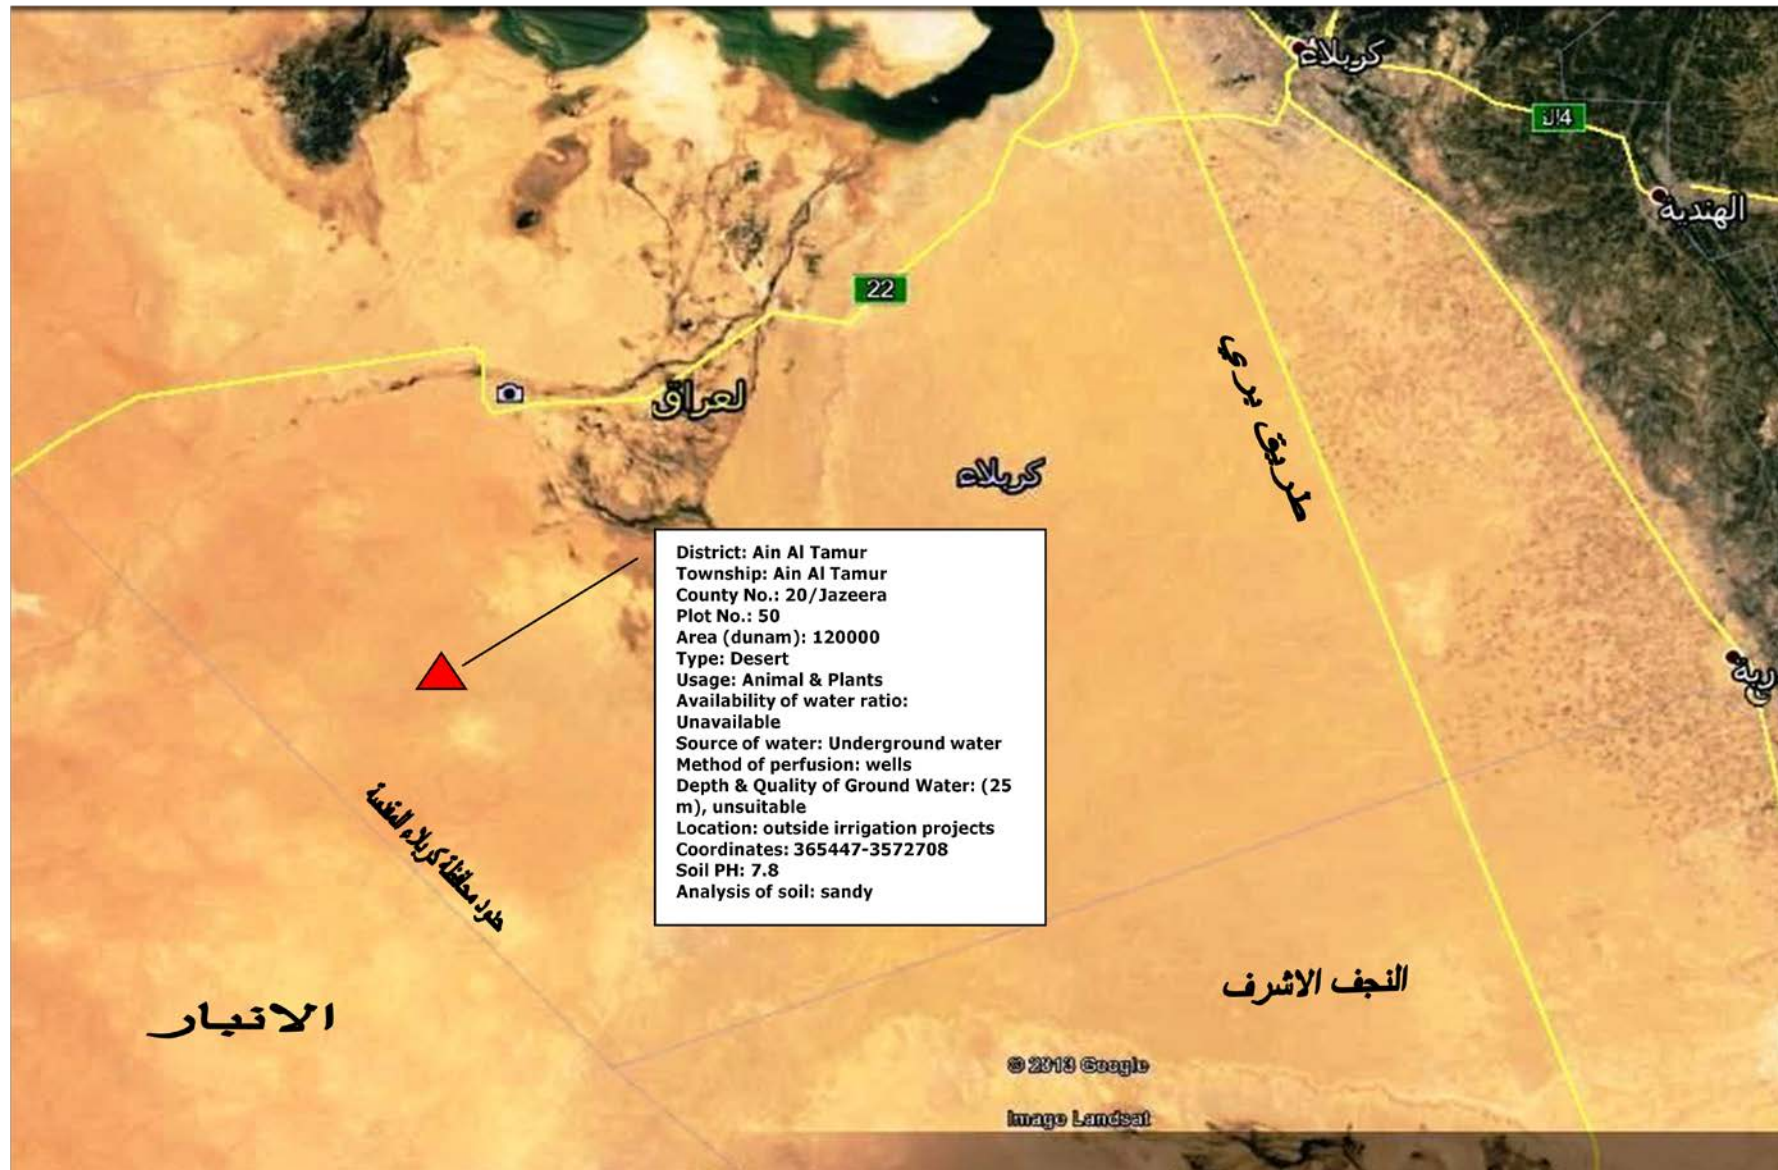 كربلاء
الهندية
22
لعراق
طريق بري
كربلاء
District: Ain Al Tamur
Township: Ain Al Tamur
County No.: 20/Jazeera
Plot No.: 50
Area (dunam): 120000
Type: Desert
Usage: Animal & Plants
Availability of water ratio:
Unavailable
Source of water: Underground water
Method of perfusion: wells
Depth & Quality of Ground Water: (25
m), unsuitable
Location: outside irrigation projects
Coordinates: 365447-3572708
Soil PH: 7.8
Analysis of soil: sandy
حدود محافظة كربلاء المقدسة
النجف الاشرف
الانبار
© 2013 Google
Image Landsat